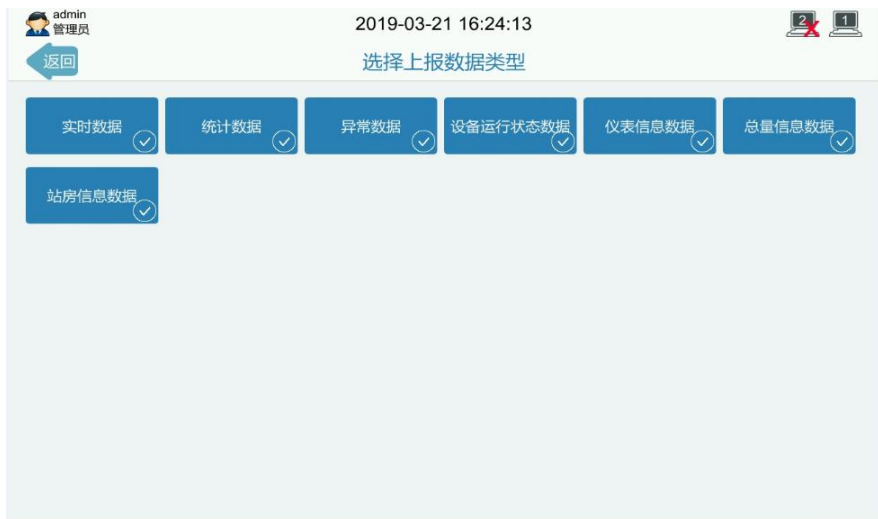 admin
管理员
2019-03-21 16:24:13
2
1
返回
选择上报数据类型
实时数据
统计数据
异常数据
设备运行状态数据
仪表信息数据
总量信息数据
站房信息数据